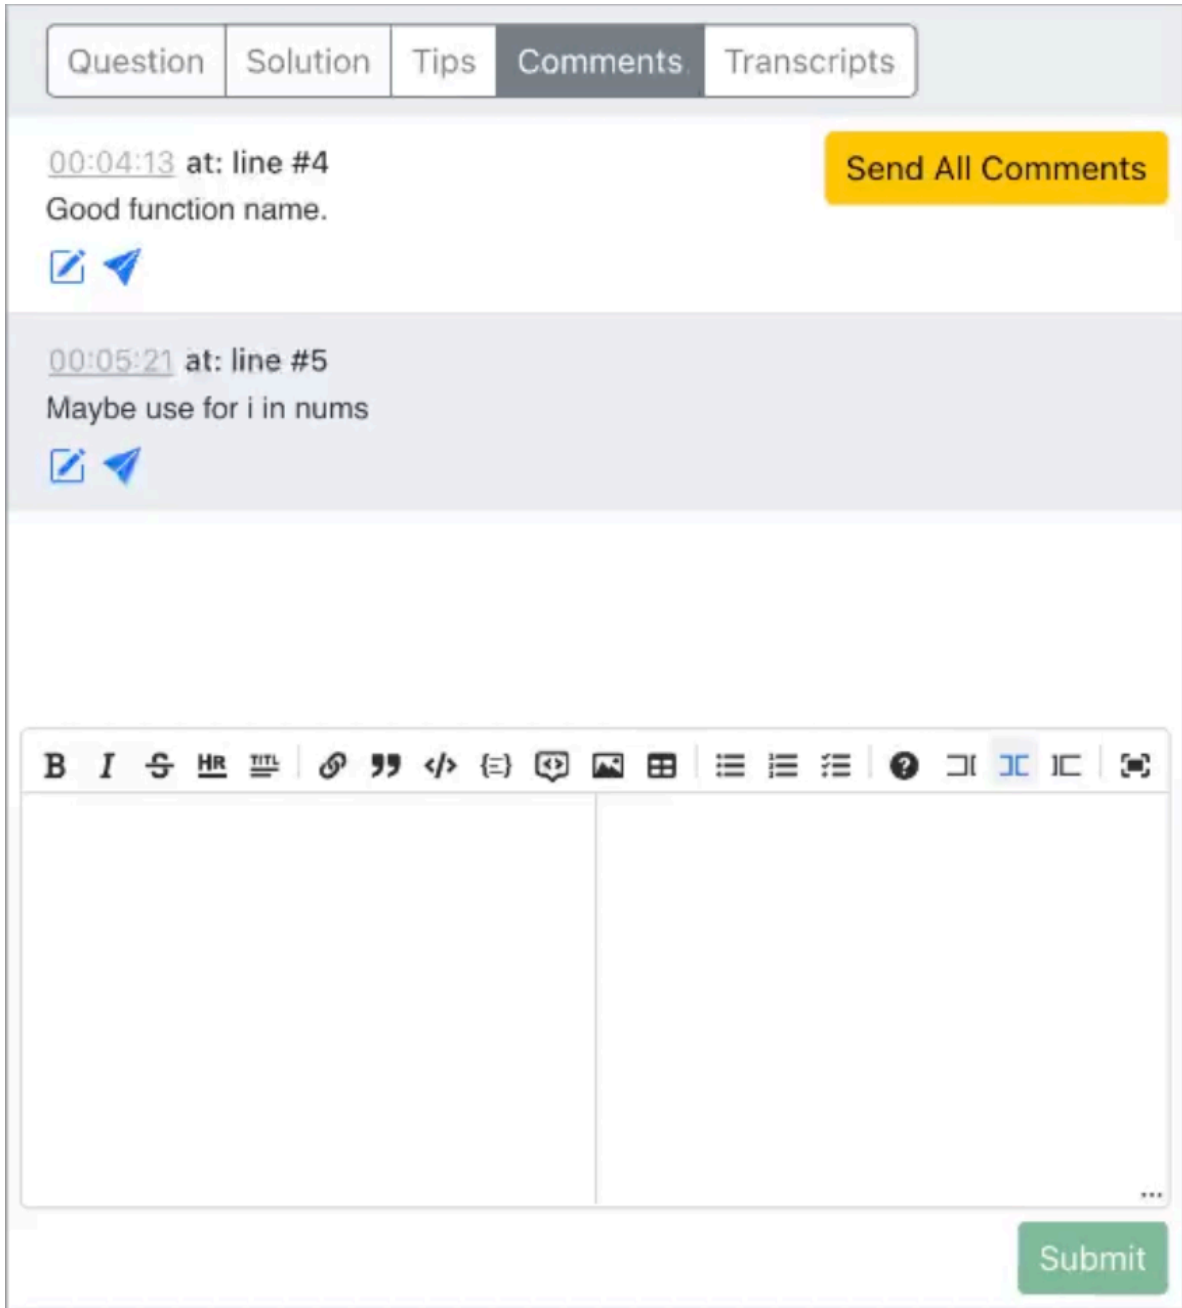 Question Solution Tips Comments Transcripts
00:04:13 at: line #4
Send All Comments
Good function name.
00:05:21 at: line #5
Maybe use for i in nums
B I S HR TITL
Submit